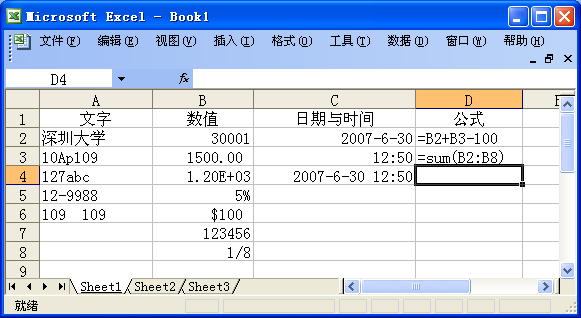 Microsoft Excel - Book1
文件(F) 编辑(E) 视图(V) 插入(I) 格式(O) 工具(T) 数据(D) 窗口(W) 帮助(H)
D4 fx
A B C D
1 文字 数值 日期与时间 公式
2 深圳大学 30001 2007-6-30 =B2+B3-100
3 10Ap109 1500.00 12:50 =sum(B2:B8)
4 127abc 1.20E+03 2007-6-30 12:50
5 12-9988 5%
6 109 109 $100
7 123456
8 1/8
9
Sheet1 Sheet2 Sheet3
就绪